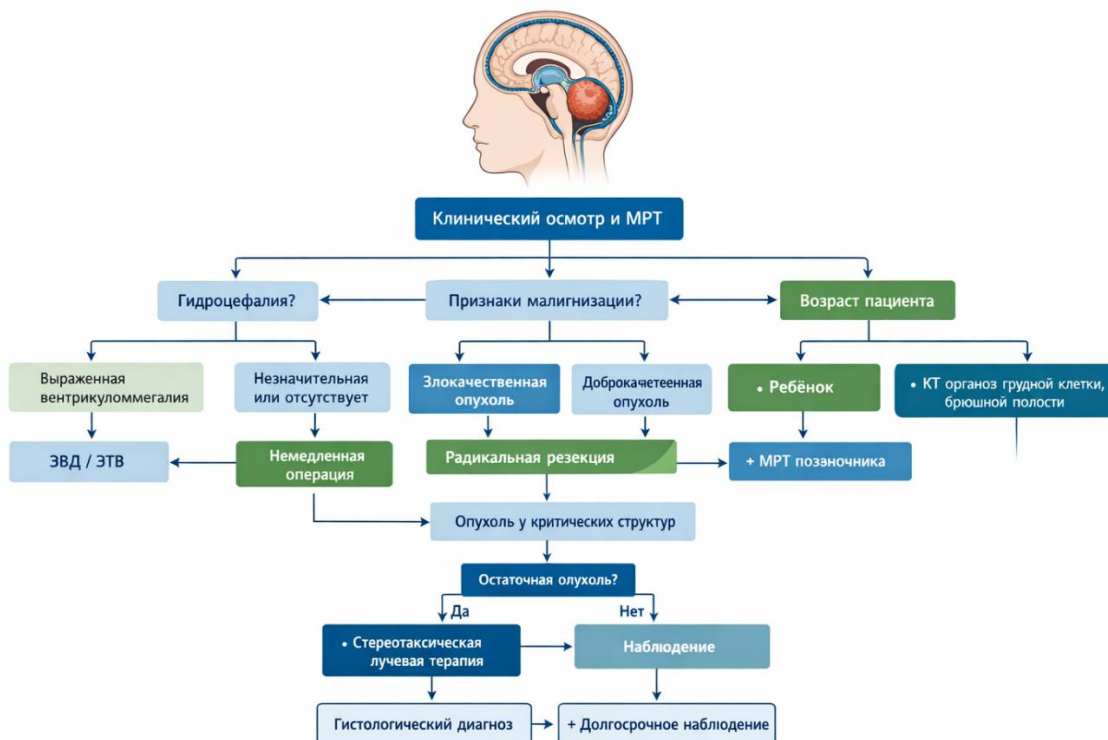 Клинический осмотр и МРТ
Гидроцефалия?
Признаки малигнизации?
Возраст пациента
Выраженная
вентрикуломмегалия
Незначительная
или отсутствует
Злокачественная
опухоль
Доброкачетеенная
опухоль
• Ребёнок
• КТ органоз грудной клетки,
брюшной полости
ЭВД / ЭТВ
Немедленная
операция
Радикальная резекция
+ МРТ позаночника
Опухоль у критических структур
Остаточная олухоль?
Да
Нет
• Стереотаксическая
лучевая терапия
Наблюдение
Гистологический диагноз
+ Долгосрочное наблюдение